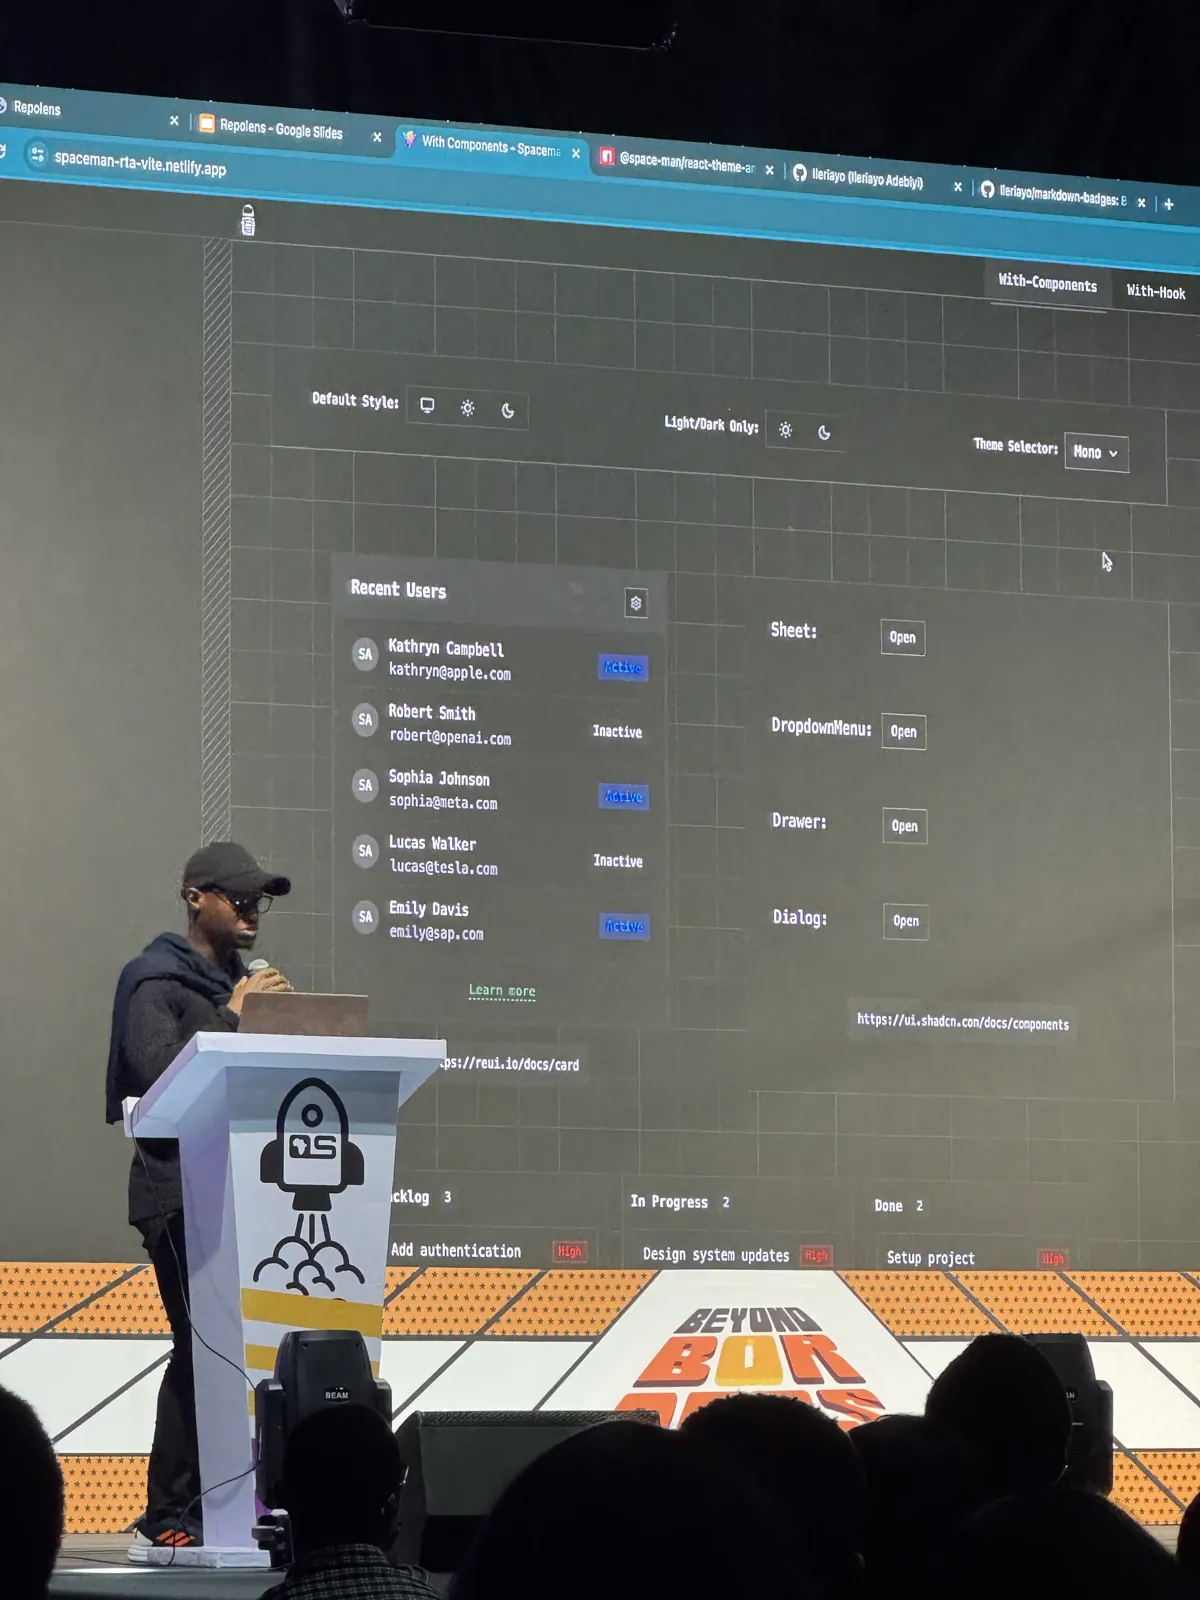 Repolens
Repolens - Google Slides
With Components - Spacema
@space-man/react-theme-an
Ileriayo (Ileriayo Adebiyi)
Ileriayo/markdown-badges: B
spaceman-rta-vite.netlify.app
With-Components
With-Hook
Default Style:
Light/Dark Only:
Theme Selector:
Mono
Recent Users
SA
Kathryn Campbell
kathryn@apple.com
Active
SA
Robert Smith
robert@openai.com
Inactive
SA
Sophia Johnson
sophia@meta.com
Active
SA
Lucas Walker
lucas@tesla.com
Inactive
SA
Emily Davis
emily@sap.com
Active
Learn more
Sheet:
Open
DropdownMenu:
Open
Drawer:
Open
Dialog:
Open
https://ui.shadcn.com/docs/components
ps://reui.io/docs/card
cklog 3
Add authentication
High
In Progress 2
Design system updates
High
Done 2
Setup project
High
OS
BEYOND
BOR
BEAM